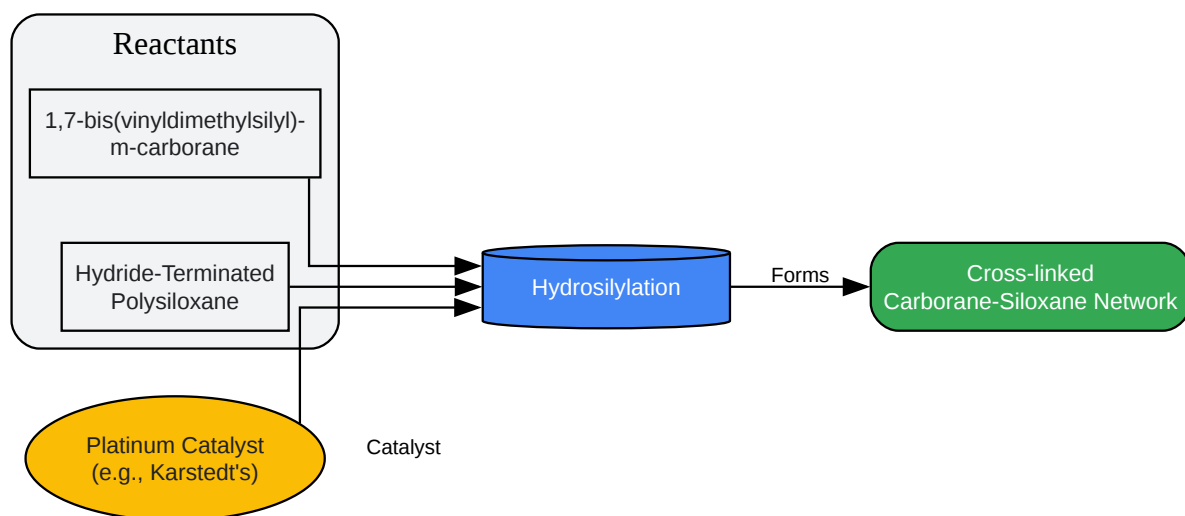 Reactants
1,7-bis(vinyldimethylsilyl)-
m-carborane
Hydride-Terminated
Polysiloxane
Hydrosilylation
Forms
Cross-linked
Carborane-Siloxane Network
Platinum Catalyst
(e.g., Karstedt's)
Catalyst